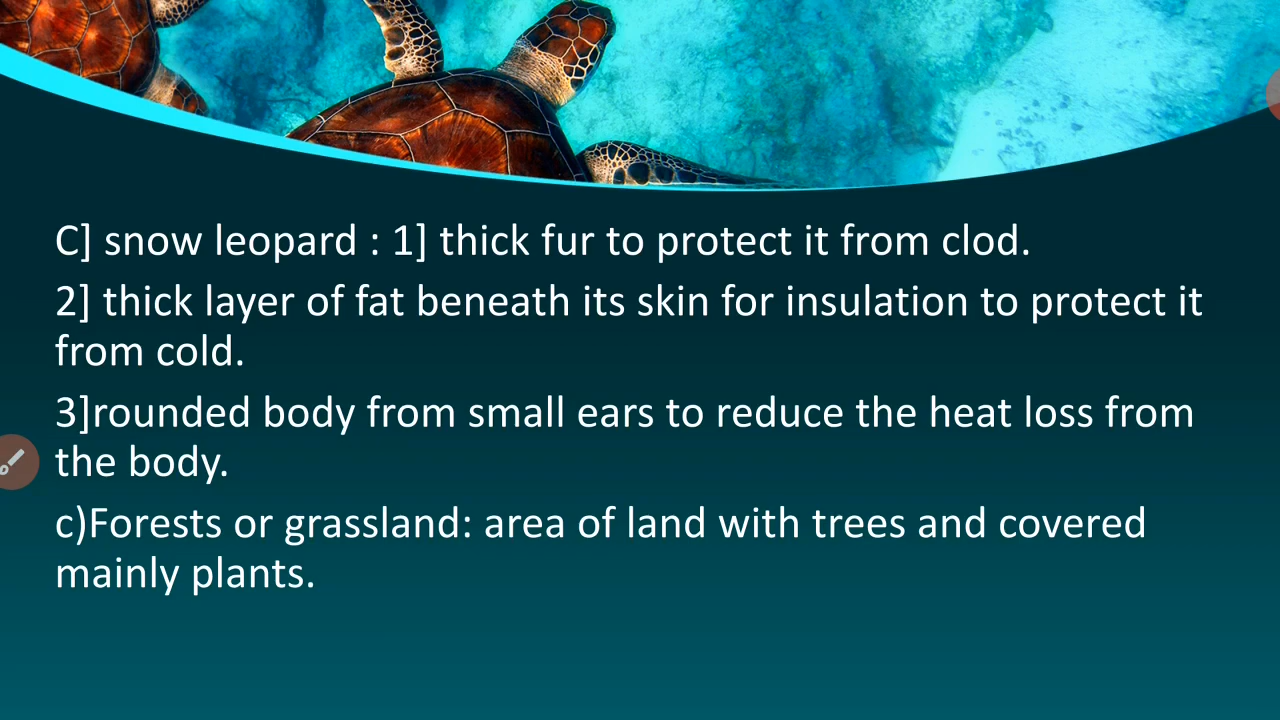 C] snow leopard : 1] thick fur to protect it from clod.
2] thick layer of fat beneath its skin for insulation to protect it
from cold.
3]rounded body from small ears to reduce the heat loss from
the body.
c)Forests or grassland: area of land with trees and covered
mainly plants.